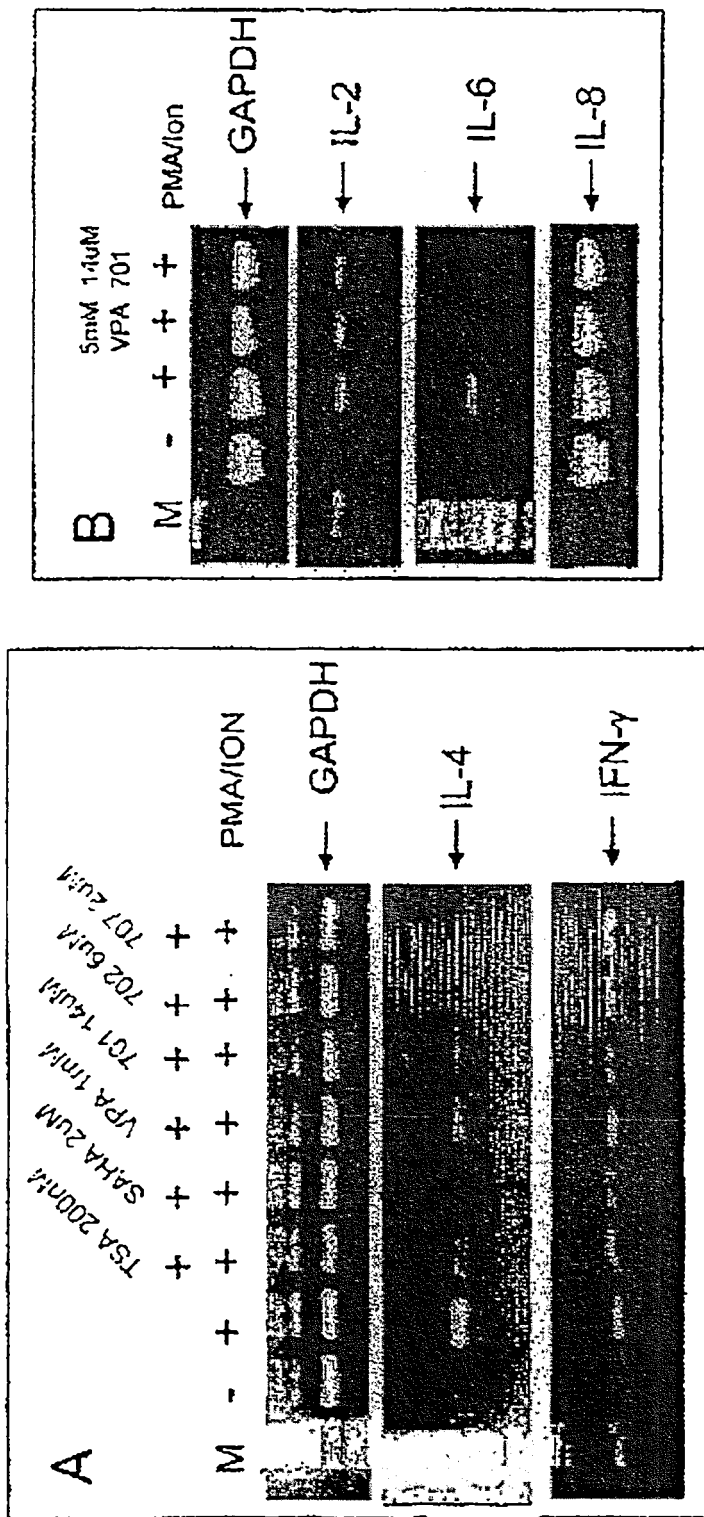 A
TSA 200nM
SAHA 2uM
VPA 1mM
701 14uM
702 6uM
707 2uM
+ + + + + +
M - + + + + + + + PMA/ION
GAPDH
IL-4
IFN-γ
B
5mM 14uM
VPA 701
M - + + + PMA/Ion
GAPDH
IL-2
IL-6
IL-8